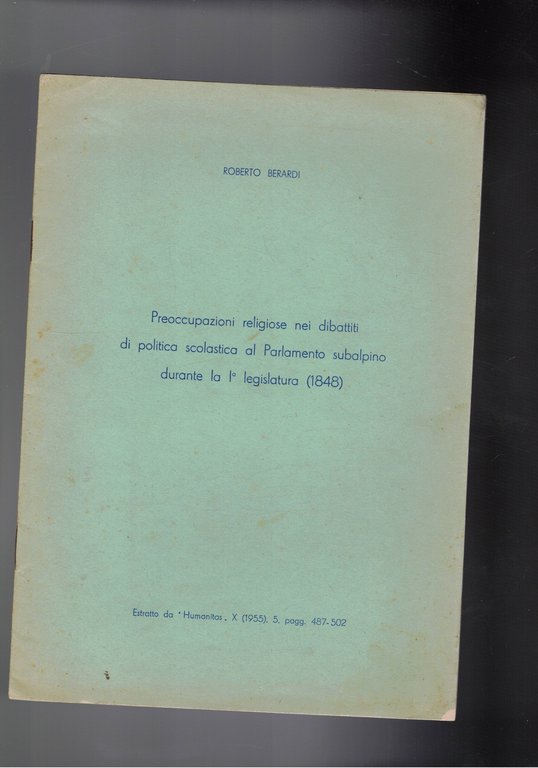 ROBERTO BERARDI
Preoccupazioni religiose nei dibattiti
di politica scolastica al Parlamento subalpino
durante la Iª legislatura (1848)
Estratto da "Humanitas", X (1955), 5, pagg. 487-502